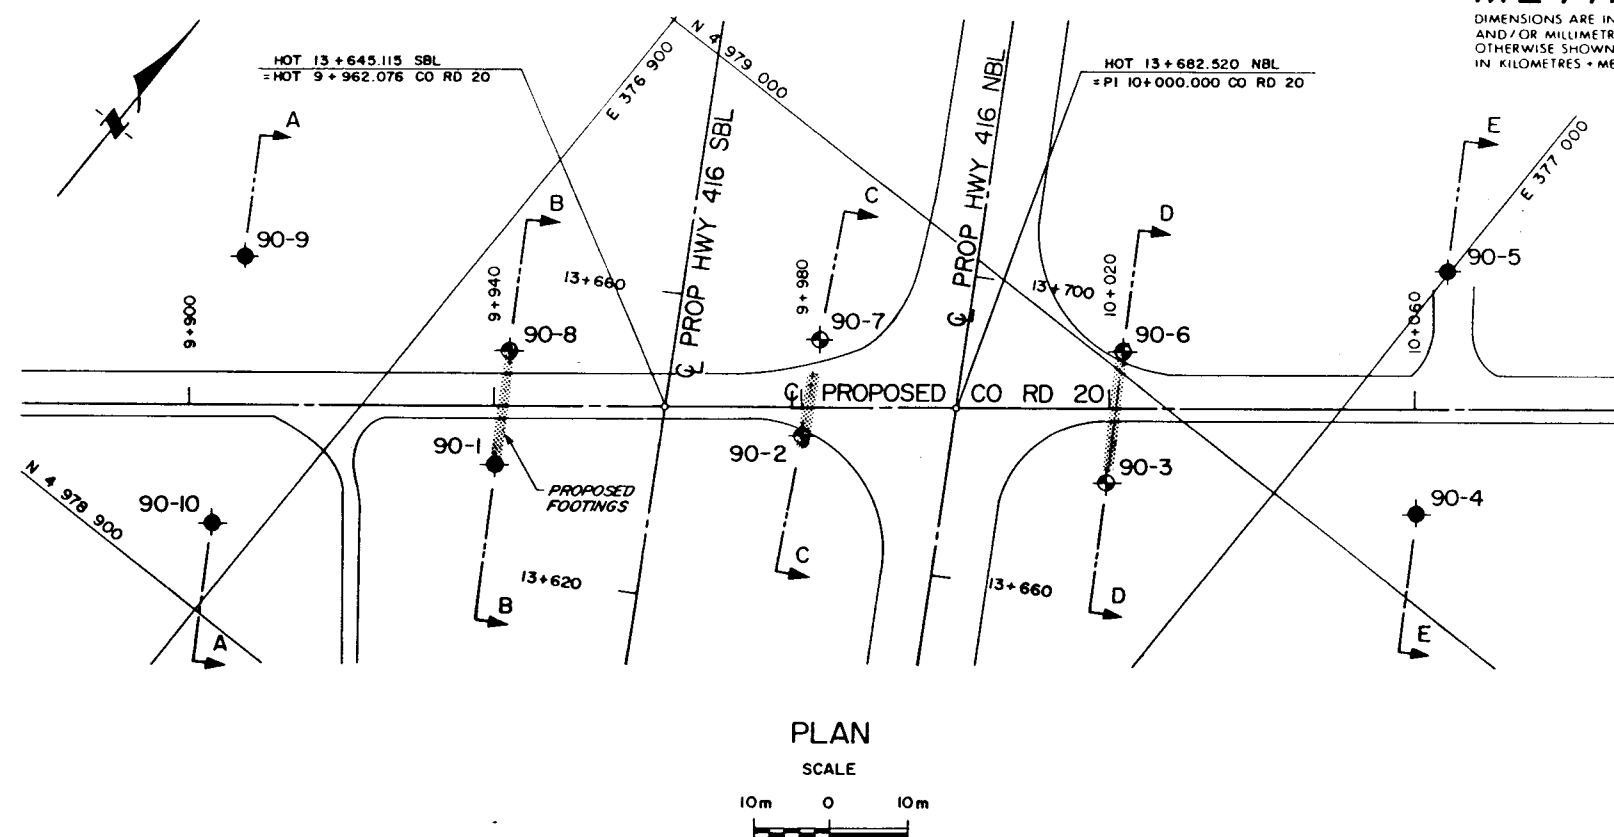 DIMENSIONS ARE IN
AND/OR MILLIMETR
OTHERWISE SHOWN
IN KILOMETRES + ME
HOT 13+645.115 SBL
=HOT 9+962.076 CO RD 20
E 376 900
N 4 979 000
HOT 13+682.520 NBL
=PI 10+000.000 CO RD 20
A
B
C
D
E
E 377 000
PROP HWY 416 SBL
PROP HWY 416 NBL
90-9
90-8
90-7
90-6
90-5
9+900
9+940
13+660
9+980
13+700
10+020
10+060
PROPOSED CO RD 20
90-1
90-2
90-3
90-4
90-10
PROPOSED
FOOTINGS
N 4 978 900
13+620
13+660
A
B
C
D
E
PLAN
SCALE
10m 0 10m